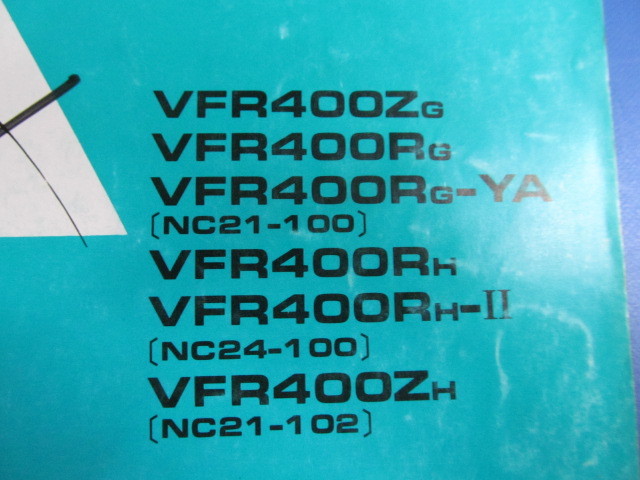 VFR400ZG
VFR400RG
VFR400RG-YA
[NC21-100]
VFR400RH
VFR400RH-II
[NC24-100]
VFR400ZH
[NC21-102]